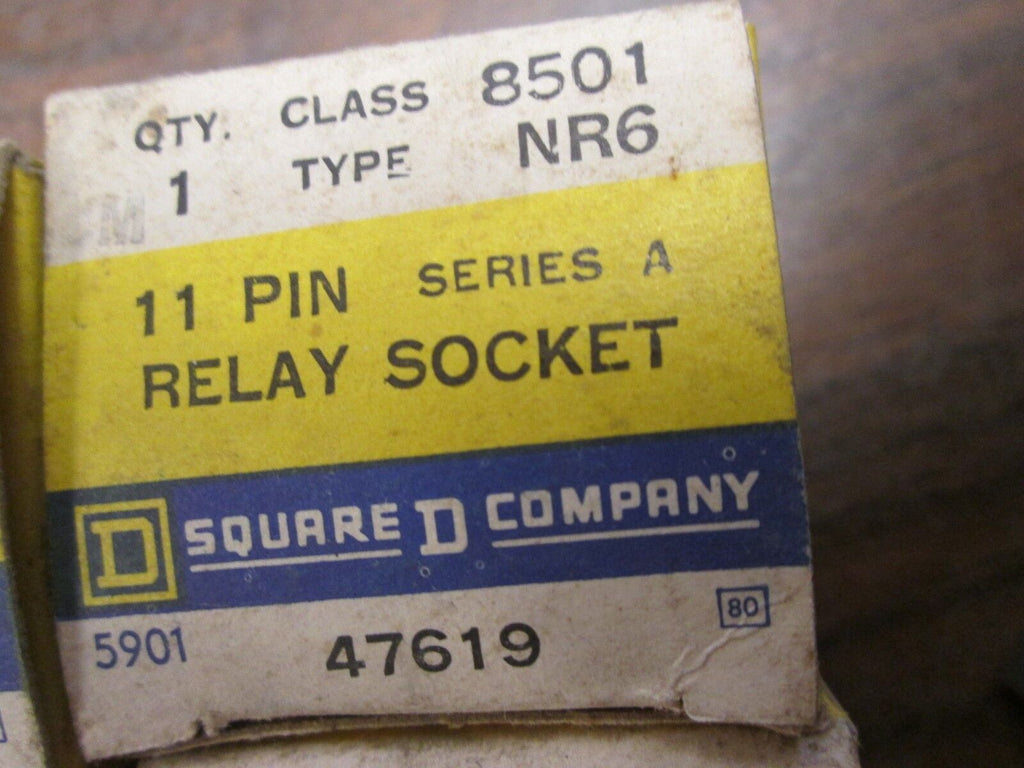 QTY. CLASS 8501
1 TYPE NR6
M
11 PIN SERIES A
RELAY SOCKET
D SQUARE D COMPANY
5901 47619 80